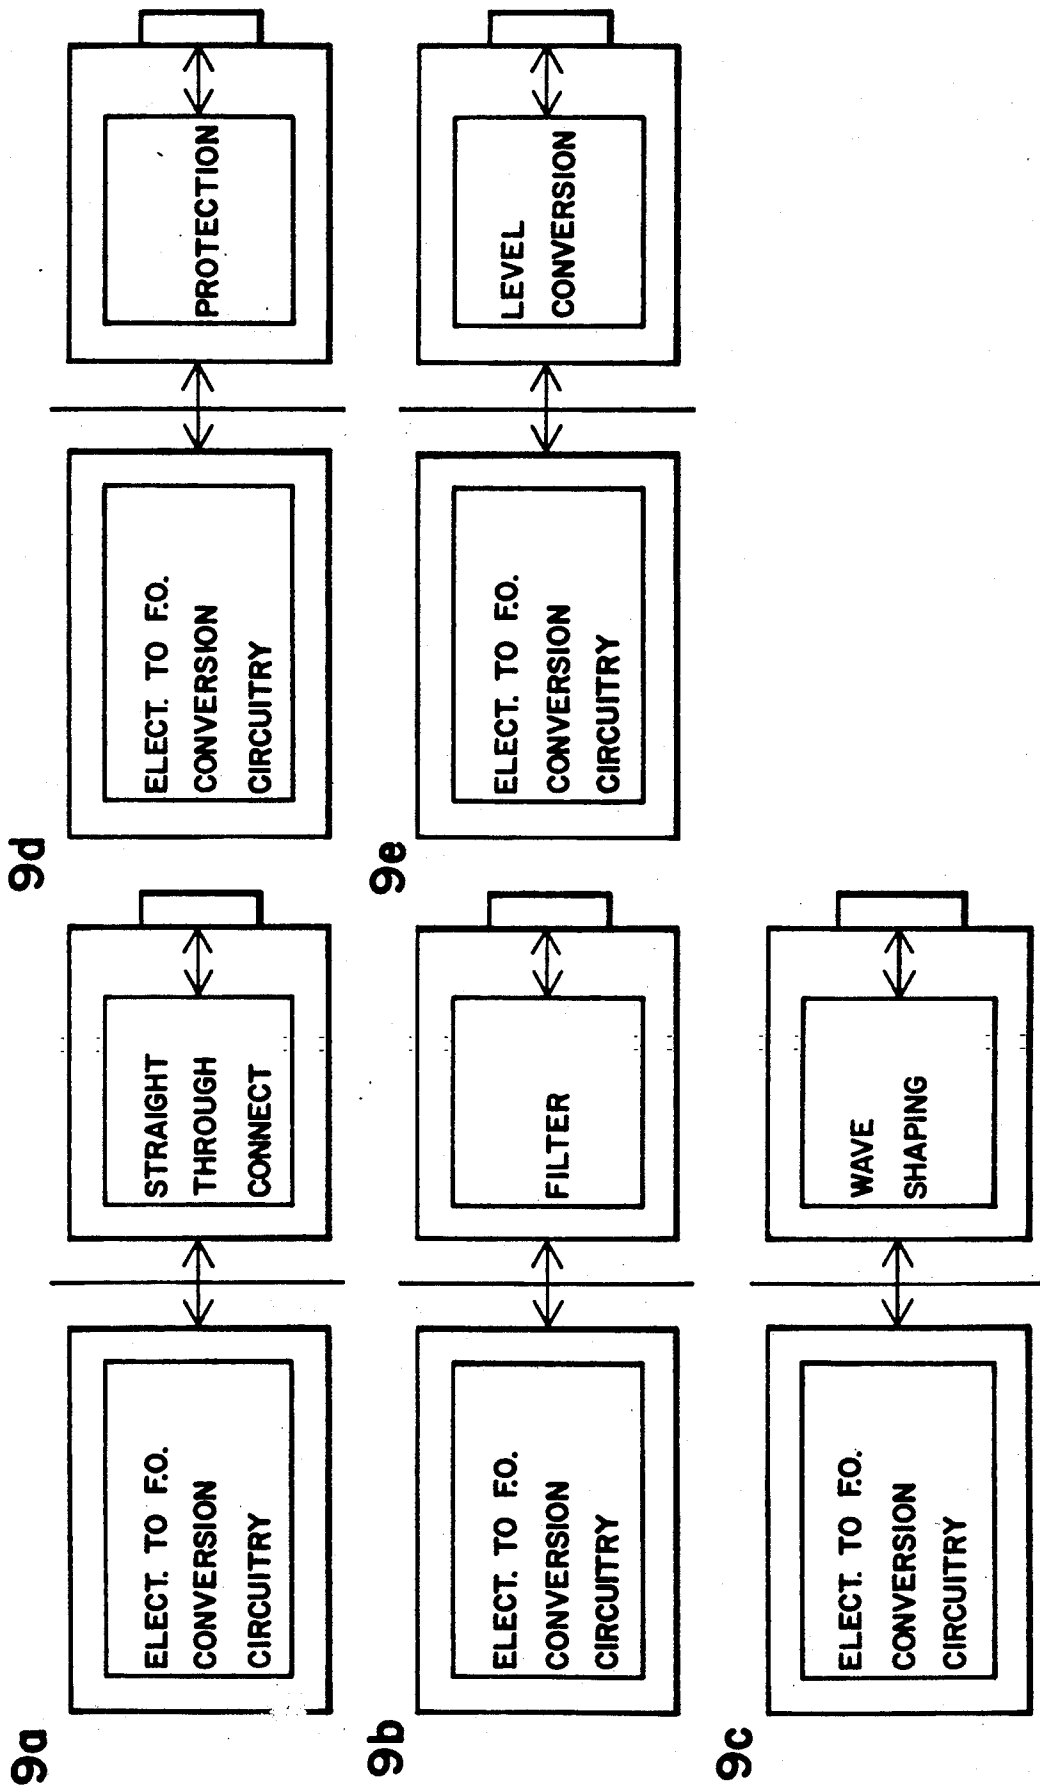 9a
ELECT. TO F.O.
CONVERSION
CIRCUITRY
STRAIGHT
THROUGH
CONNECT
9b
ELECT. TO F.O.
CONVERSION
CIRCUITRY
FILTER
9c
ELECT. TO F.O.
CONVERSION
CIRCUITRY
WAVE
SHAPING
9d
ELECT. TO F.O.
CONVERSION
CIRCUITRY
PROTECTION
9e
ELECT. TO F.O.
CONVERSION
CIRCUITRY
LEVEL
CONVERSION